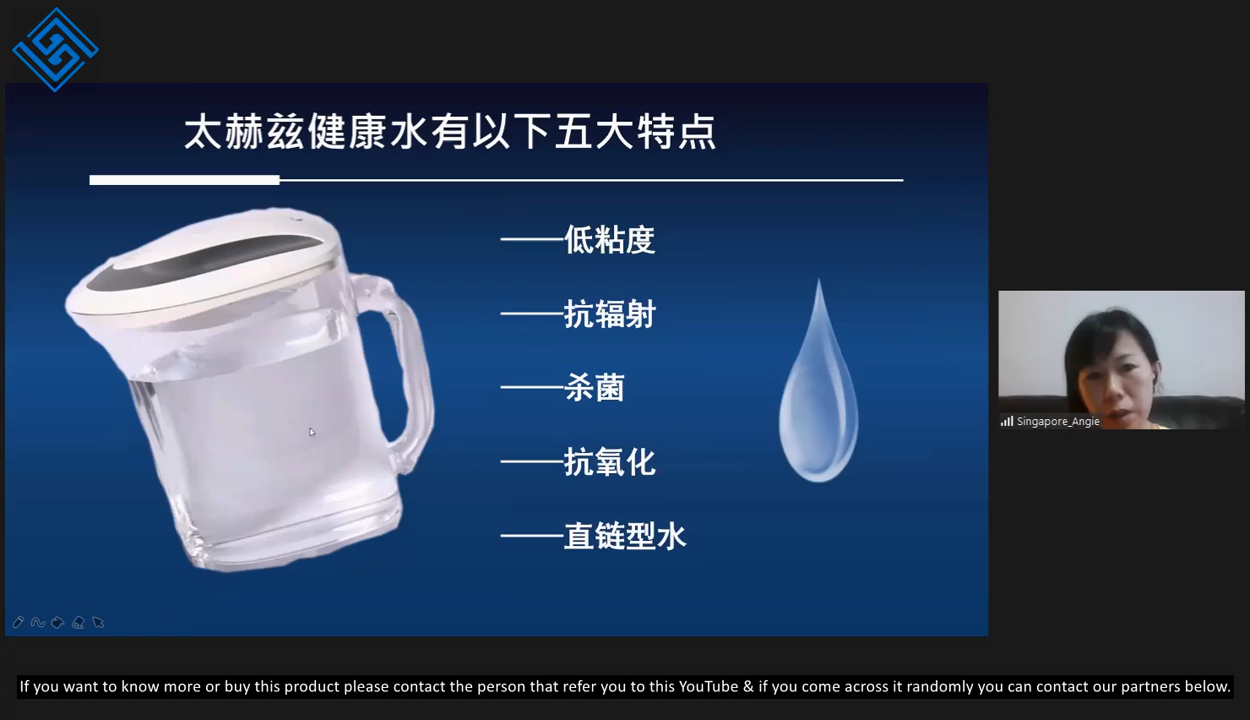 太赫兹健康水有以下五大特点
——低粘度
——抗辐射
——杀菌
——抗氧化
——直链型水
Singapore_Angie
If you want to know more or buy this product please contact the person that refer you to this YouTube & if you come across it randomly you can contact our partners below.